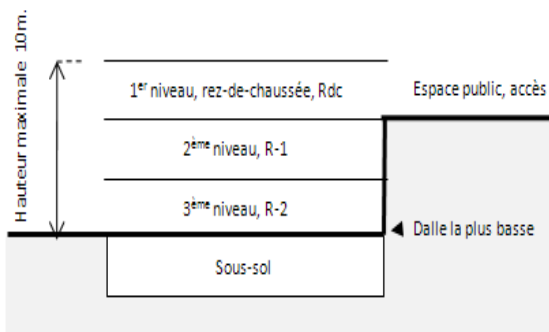 Hauteur maximale 10m.
1er niveau, rez-de-chaussée, Rdc
Espace public, accès
2ème niveau, R-1
3ème niveau, R-2
Dalle la plus basse
Sous-sol